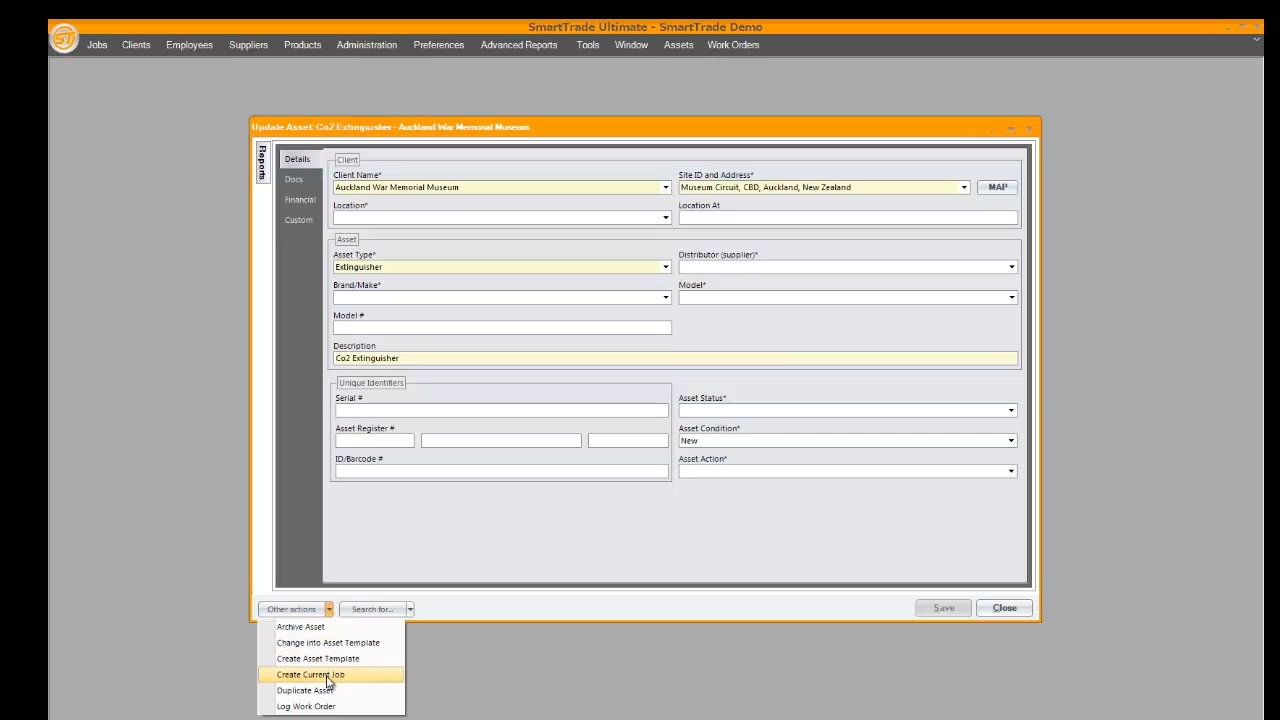 SmartTrade Ultimate - SmartTrade Demo
ST
Jobs Clients Employees Suppliers Products Administration Preferences Advanced Reports Tools Window Assets Work Orders
Update Asset: Co2 Extinguisher - Auckland War Memorial Museum
Reports
Details
Docs
Financial
Custom
Client
Client Name* Site ID and Address*
Auckland War Memorial Museum Museum Circuit, CBD, Auckland, New Zealand MAP
Location* Location At
Asset
Asset Type* Distributor (supplier)*
Extinguisher
Brand/Make* Model*
Model #
Description
Co2 Extinguisher
Unique Identifiers
Serial # Asset Status*
Asset Register # Asset Condition*
New
ID/Barcode # Asset Action*
Other actions Search for... Save Close
Archive Asset
Change into Asset Template
Create Asset Template
Create Current Job
Duplicate Asset
Log Work Order